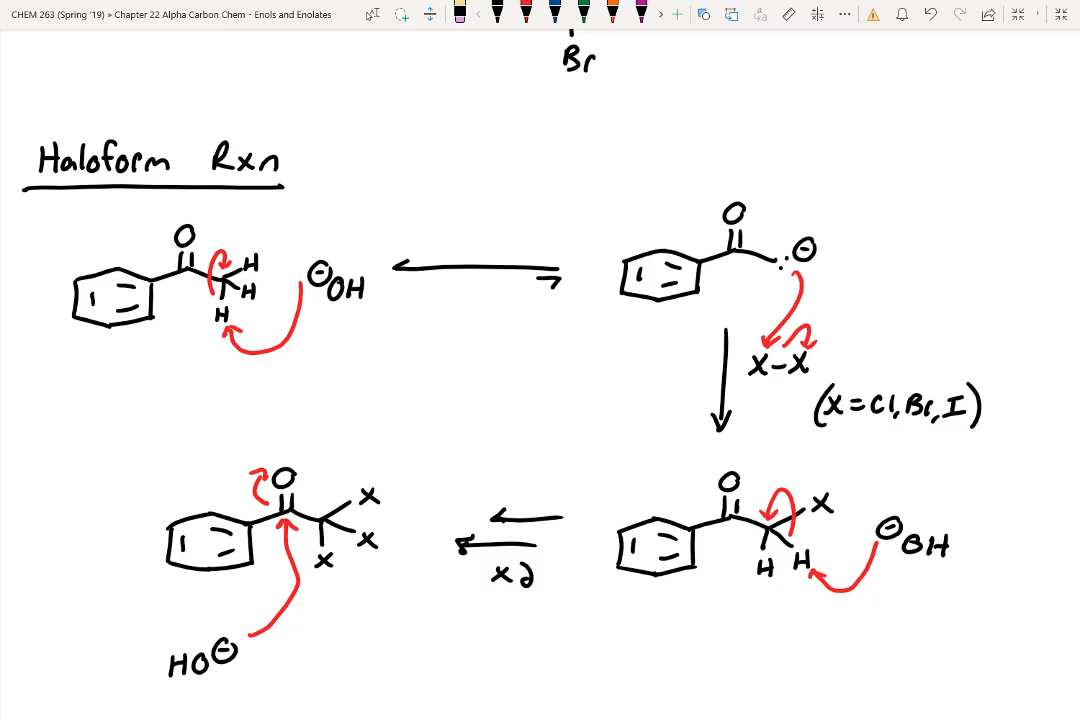 CHEM 263 (Spring '19) » Chapter 22 Alpha Carbon Chem - Enols and Enolates
Br
Haloform Rxn
O
H
H
H
⊖OH
O
⊖
X-X
(X = Cl, Br, I)
O
X
X
X
HO⊖
x2
O
X
H
H
⊖OH